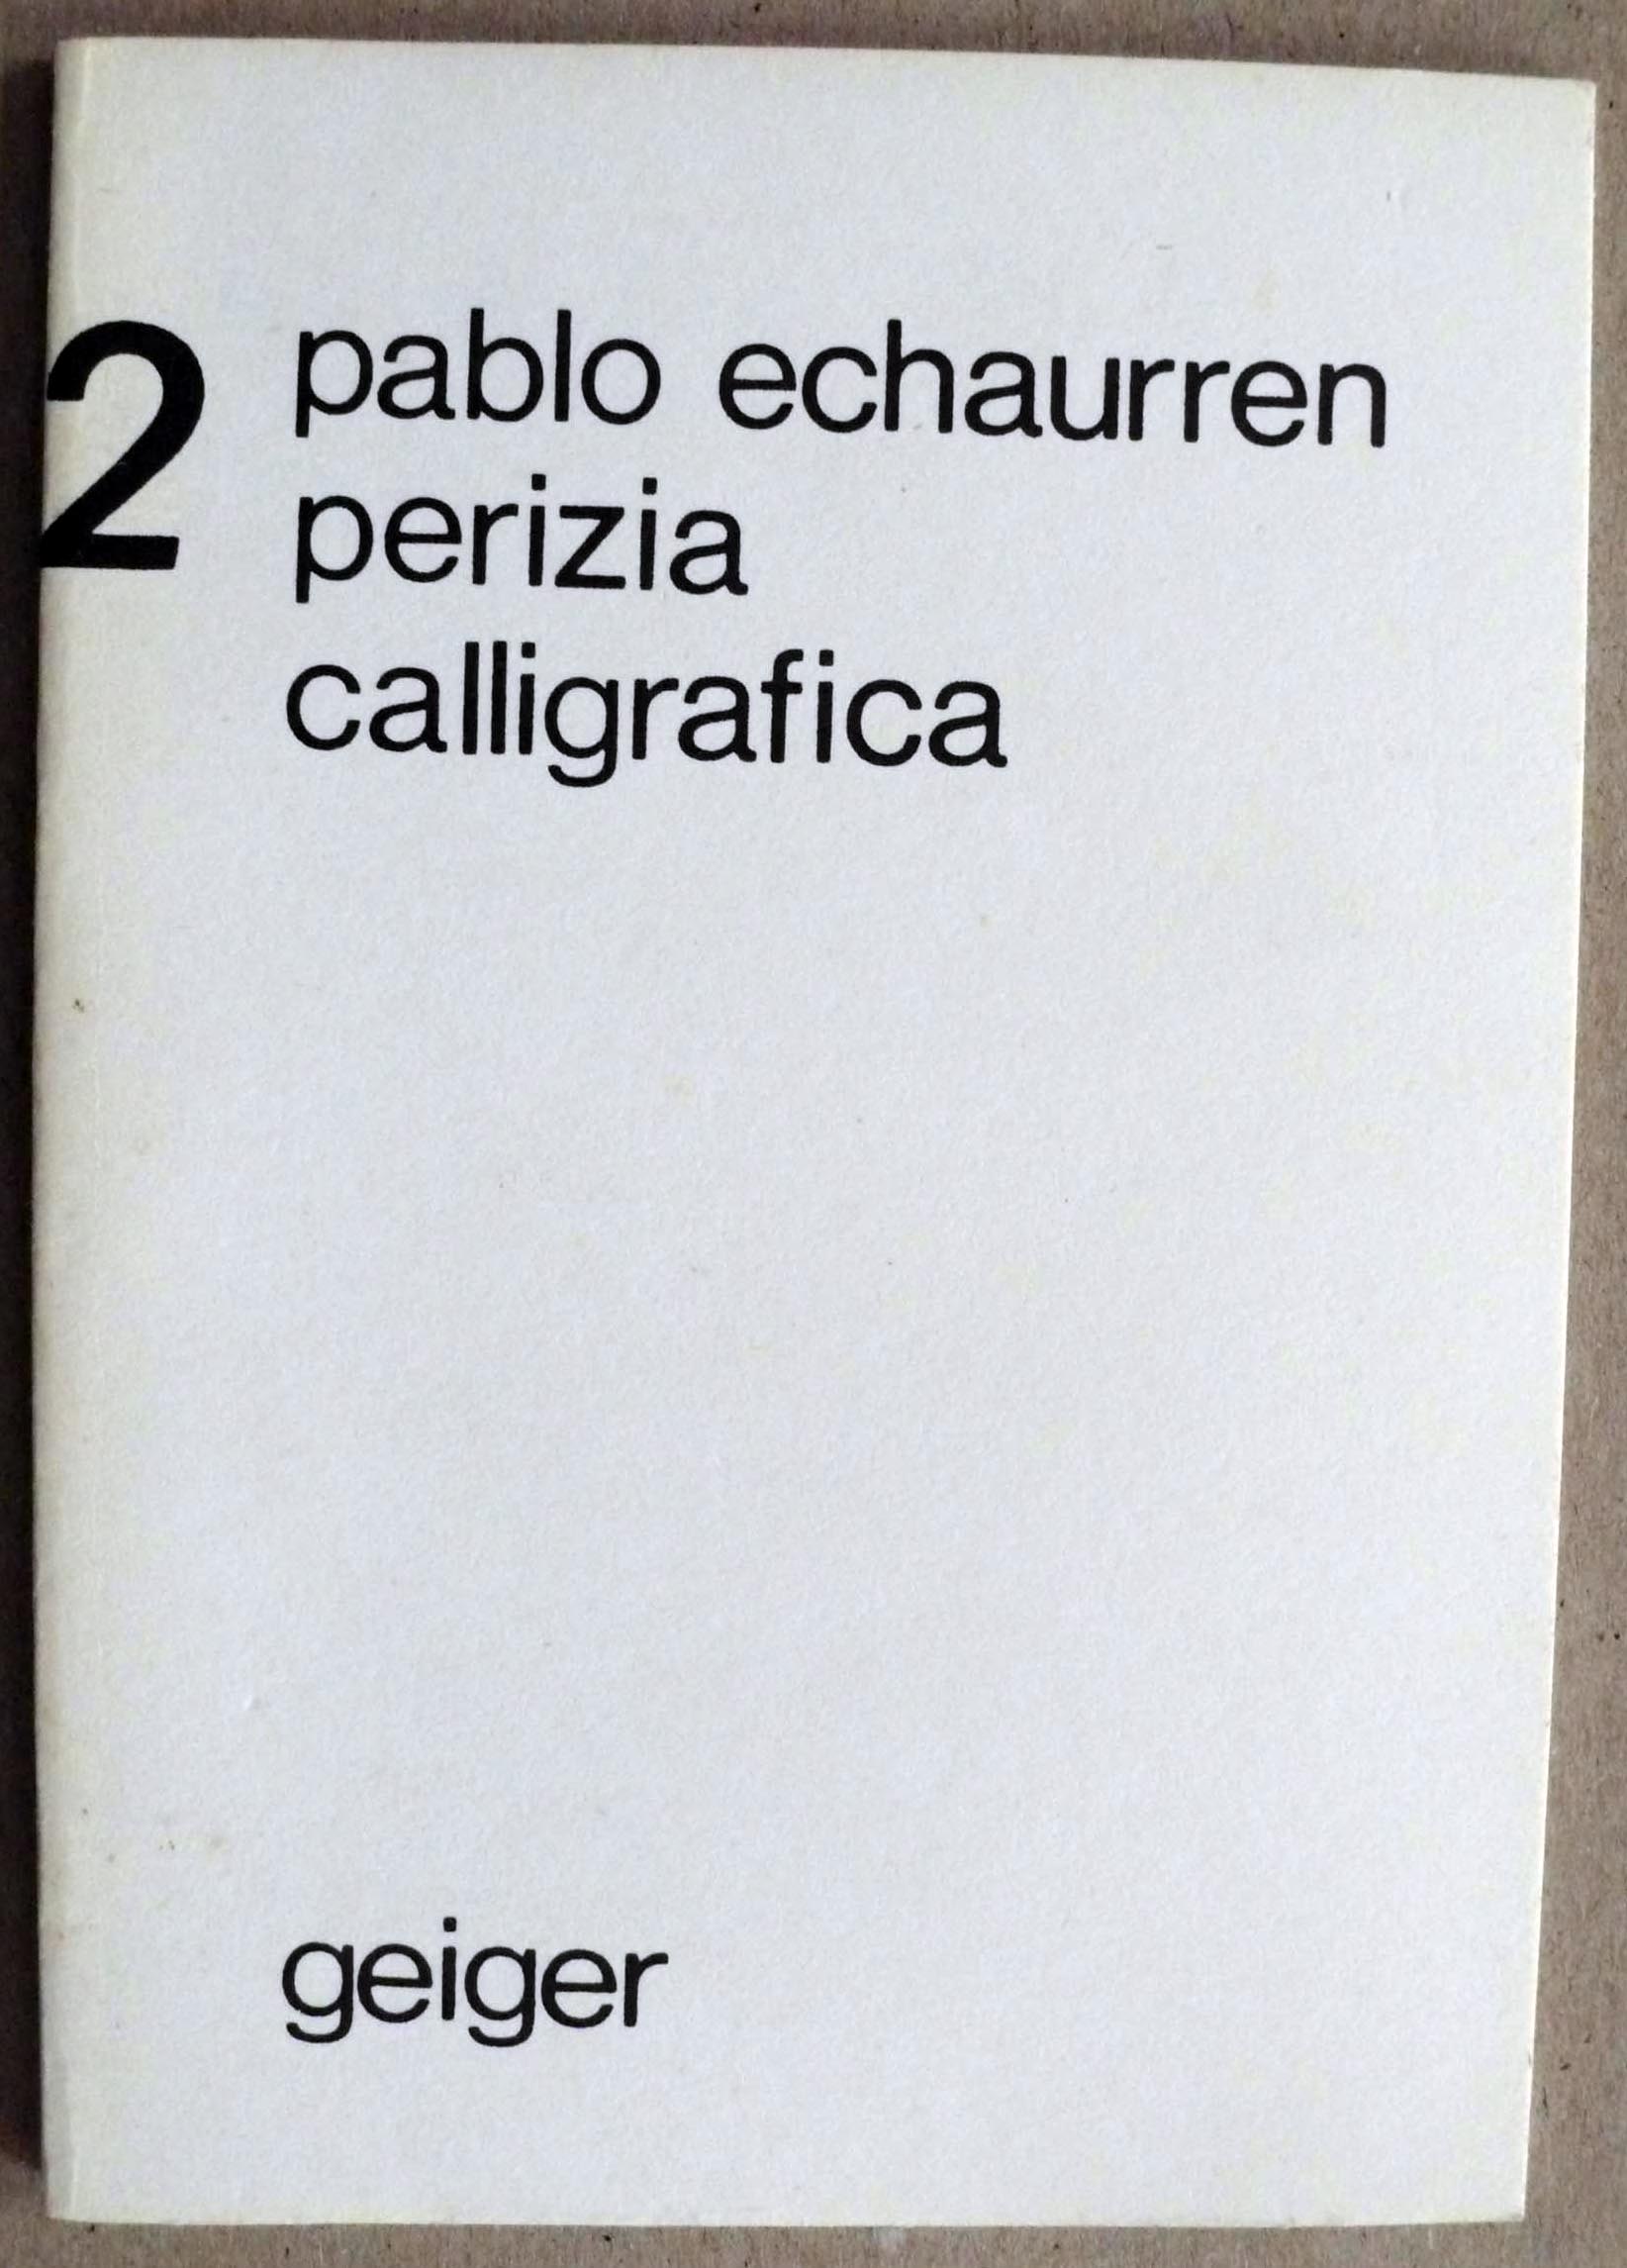 2 pablo echaurren
perizia
calligrafica
geiger